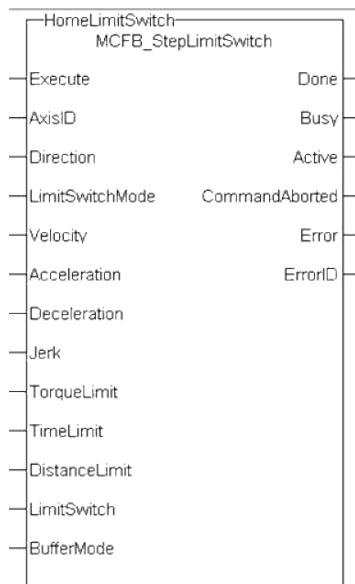 HomeLimitSwitch
MCFB_StepLimitSwitch
Execute Done
AxisID Busy
Direction Active
LimitSwitchMode CommandAborted
Velocity Error
Acceleration ErrorID
Deceleration
Jerk
TorqueLimit
TimeLimit
DistanceLimit
LimitSwitch
BufferMode